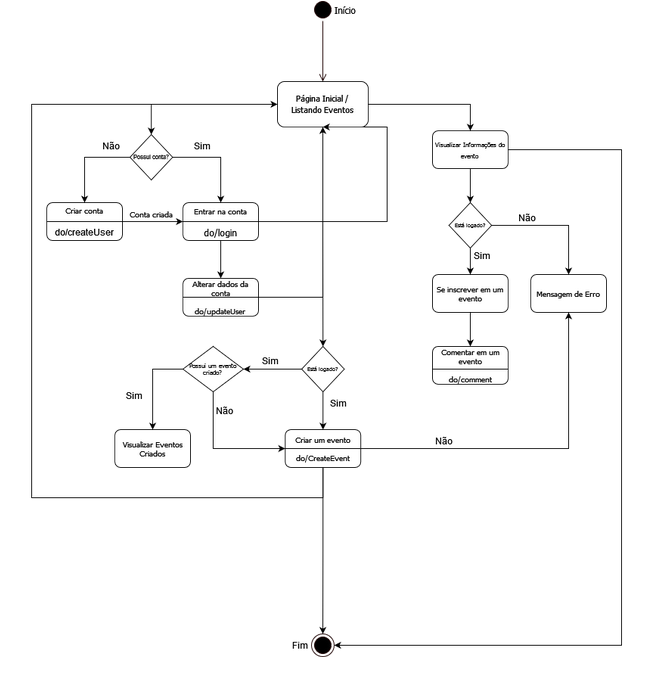 Início
Página Inicial /
Listando Eventos
Visualizar Informações do
evento
Possui conta?
Não
Sim
Criar conta
do/createUser
Conta criada
Entrar na conta
do/login
Está logado?
Não
Sim
Alterar dados da
conta
do/updateUser
Se inscrever em um
evento
Mensagem de Erro
Comentar em um
evento
do/comment
Possui um evento
criado?
Sim
Está logado?
Sim
Sim
Não
Visualizar Eventos
Criados
Criar um evento
do/CreateEvent
Não
Fim